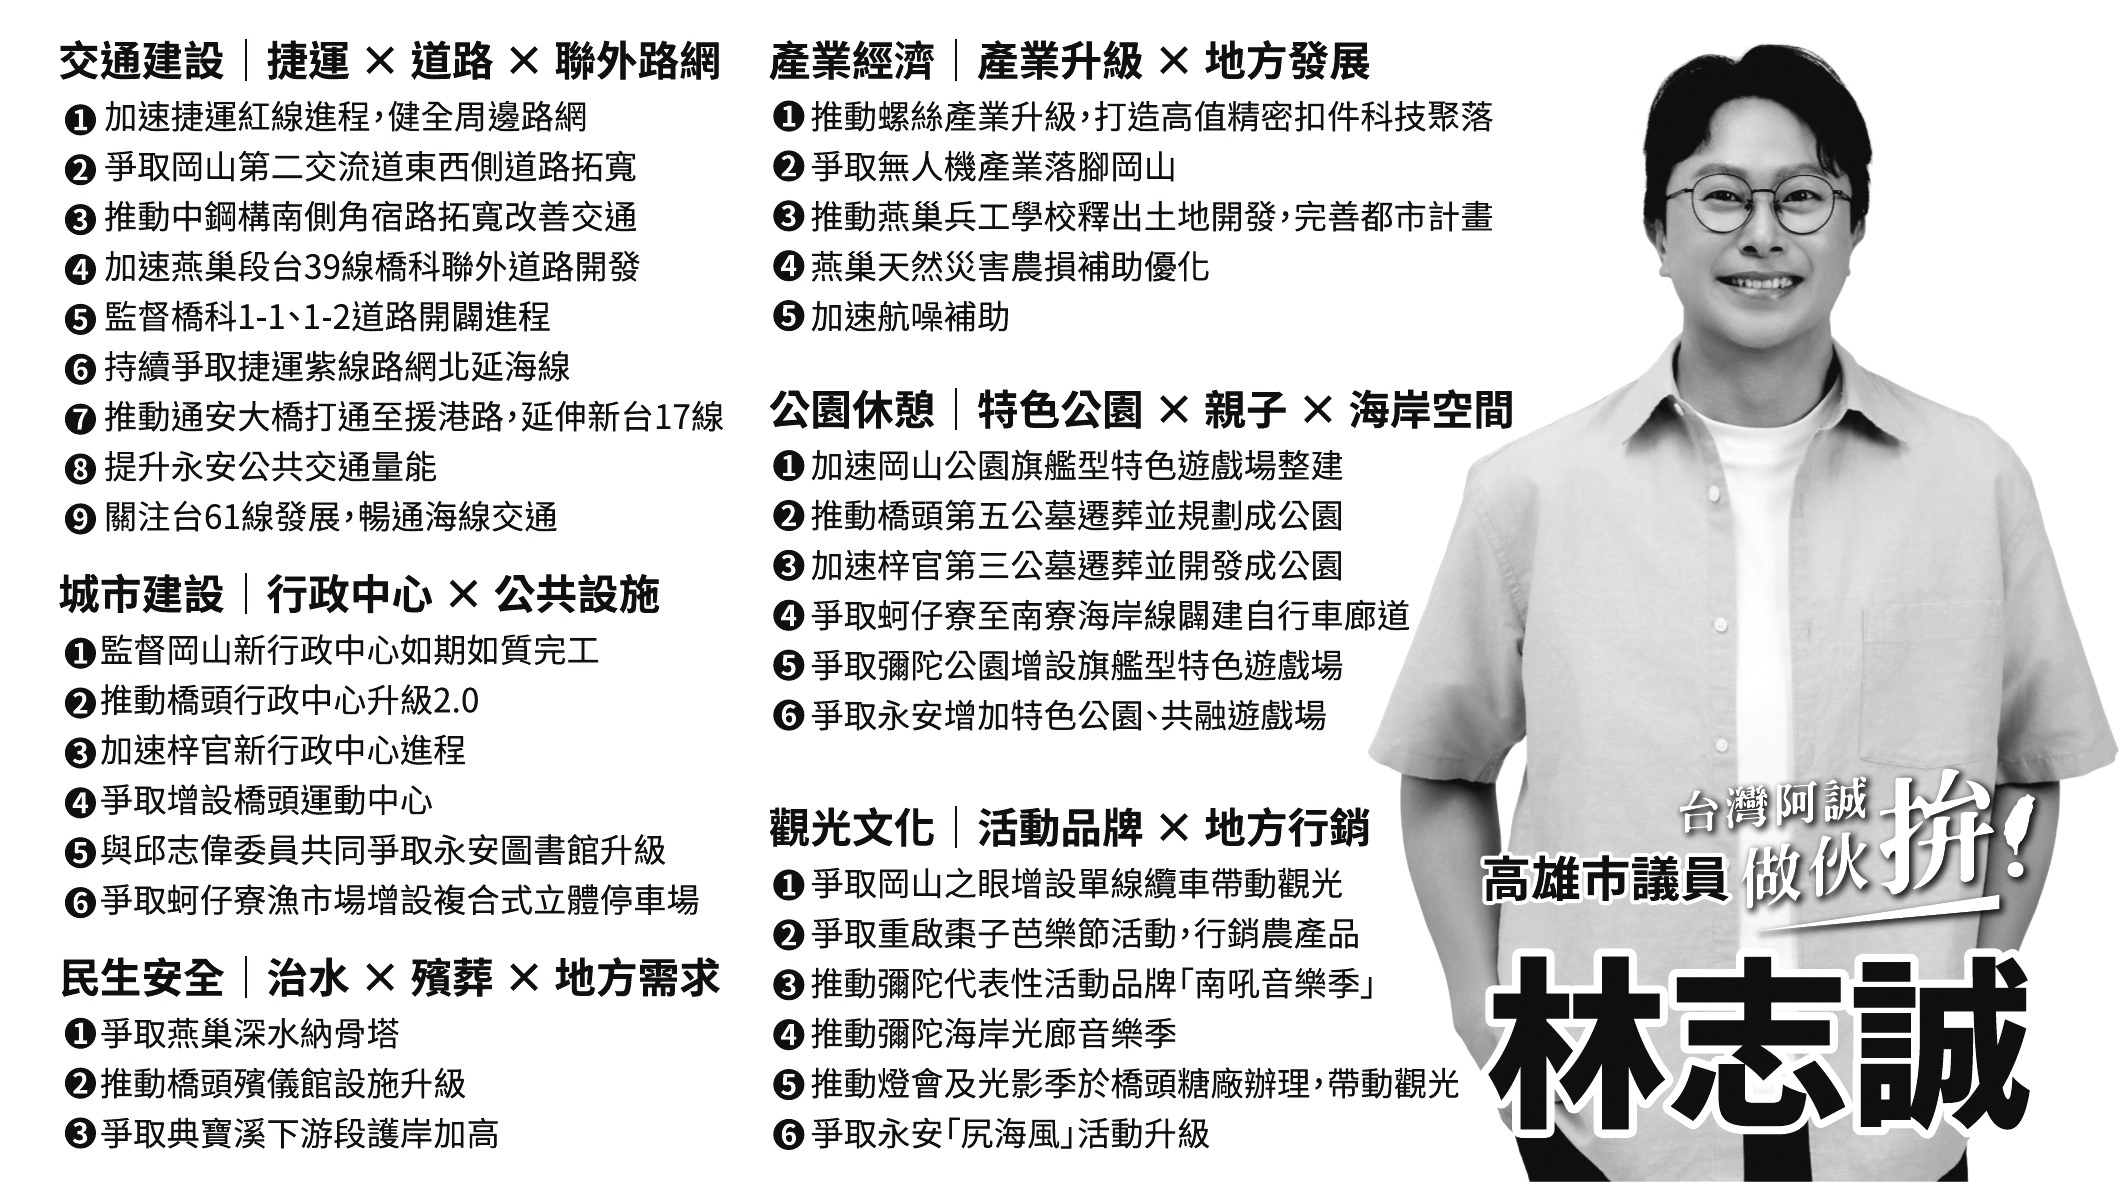 交通建設｜捷運 × 道路 × 聯外路網
❶ 加速捷運紅線進程，健全周邊路網
❷ 爭取岡山第二交流道東西側道路拓寬
❸ 推動中鋼構南側角宿路拓寬改善交通
❹ 加速燕巢段台39線橋科聯外道路開發
❺ 監督橋科1-1、1-2道路開闢進程
❻ 持續爭取捷運紫線路網北延海線
❼ 推動通安大橋打通至援港路，延伸新台17線
❽ 提升永安公共交通量能
❾ 關注台61線發展，暢通海線交通
城市建設｜行政中心 × 公共設施
❶監督岡山新行政中心如期如質完工
❷推動橋頭行政中心升級2.0
❸加速梓官新行政中心進程
❹爭取增設橋頭運動中心
❺與邱志偉委員共同爭取永安圖書館升級
❻爭取蚵仔寮漁市場增設複合式立體停車場
民生安全｜治水 × 殯葬 × 地方需求
❶爭取燕巢深水納骨塔
❷推動橋頭殯儀館設施升級
❸爭取典寶溪下游段護岸加高
產業經濟｜產業升級 × 地方發展
❶推動螺絲產業升級，打造高值精密扣件科技聚落
❷爭取無人機產業落腳岡山
❸推動燕巢兵工學校釋出土地開發，完善都市計畫
❹燕巢天然災害農損補助優化
❺加速航噪補助
公園休憩｜特色公園 × 親子 × 海岸空間
❶加速岡山公園旗艦型特色遊戲場整建
❷推動橋頭第五公墓遷葬並規劃成公園
❸加速梓官第三公墓遷葬並開發成公園
❹爭取蚵仔寮至南寮海岸線闢建自行車廊道
❺爭取彌陀公園增設旗艦型特色遊戲場
❻爭取永安增加特色公園、共融遊戲場
觀光文化｜活動品牌 × 地方行銷
❶爭取岡山之眼增設單線纜車帶動觀光
❷爭取重啟棗子芭樂節活動，行銷農產品
❸推動彌陀代表性活動品牌「南吼音樂季」
❹推動彌陀海岸光廊音樂季
❺推動燈會及光影季於橋頭糖廠辦理，帶動觀光
❻爭取永安「尻海風」活動升級
台灣阿誠
做伙拚！
高雄市議員
林志誠